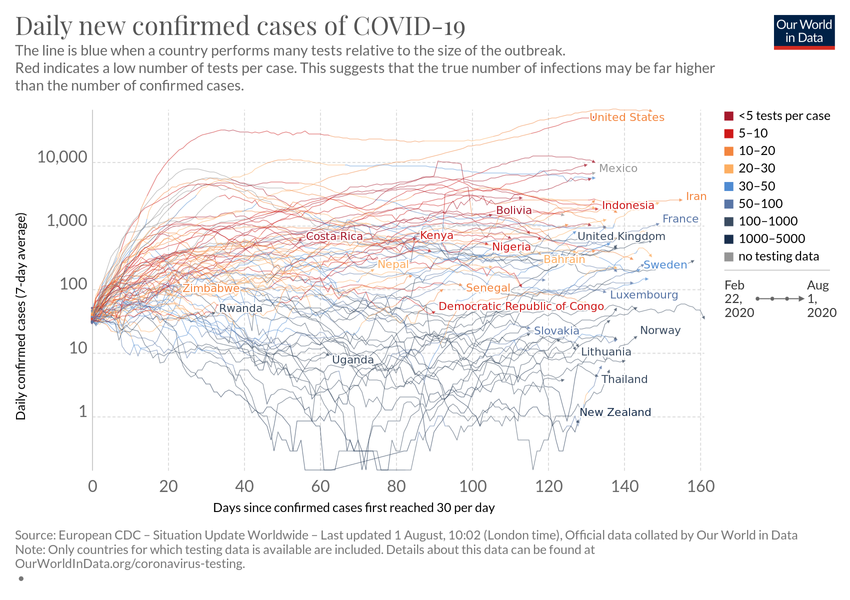 Daily new confirmed cases of COVID-19
Our World
in Data
The line is blue when a country performs many tests relative to the size of the outbreak.
Red indicates a low number of tests per case. This suggests that the true number of infections may be far higher
than the number of confirmed cases.
Daily confirmed cases (7-day average)
10,000
1,000
100
10
1
United States
Mexico
Iran
Indonesia
Bolivia
France
Costa Rica
Kenya
United Kingdom
Nigeria
Nepal
Bahrain
Sweden
Zimbabwe
Senegal
Luxembourg
Rwanda
Democratic Republic of Congo
Slovakia
Norway
Uganda
Lithuania
Thailand
New Zealand
0
20
40
60
80
100
120
140
160
Days since confirmed cases first reached 30 per day
<5 tests per case
5–10
10–20
20–30
30–50
50–100
100–1000
1000–5000
no testing data
Feb
22,
2020
Aug
1,
2020
Source: European CDC – Situation Update Worldwide – Last updated 1 August, 10:02 (London time), Official data collated by Our World in Data
Note: Only countries for which testing data is available are included. Details about this data can be found at
OurWorldInData.org/coronavirus-testing.